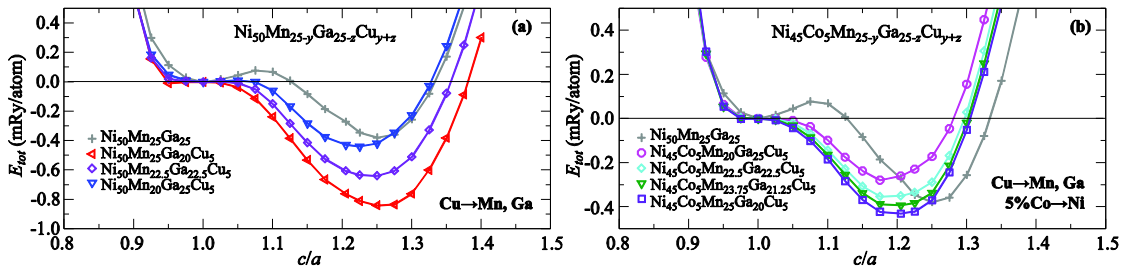 (a)
Ni50Mn25-yGa25-zCuy+z
Etot (mRy/atom)
0.4
0.2
0.0
-0.2
-0.4
-0.6
-0.8
-1.0
Ni50Mn25Ga25
Ni50Mn25Ga20Cu5
Ni50Mn22.5Ga22.5Cu5
Ni50Mn20Ga25Cu5
Cu→Mn, Ga
0.8 0.9 1.0 1.1 1.2 1.3 1.4 1.5
c/a
(b)
Ni45Co5Mn25-yGa25-zCuy+z
Etot (mRy/atom)
0.4
0.2
0
-0.2
-0.4
Ni50Mn25Ga25
Ni45Co5Mn20Ga25Cu5
Ni45Co5Mn22.5Ga22.5Cu5
Ni45Co5Mn23.75Ga21.25Cu5
Ni45Co5Mn25Ga20Cu5
Cu→Mn, Ga
5%Co→Ni
0.8 0.9 1.0 1.1 1.2 1.3 1.4 1.5
c/a